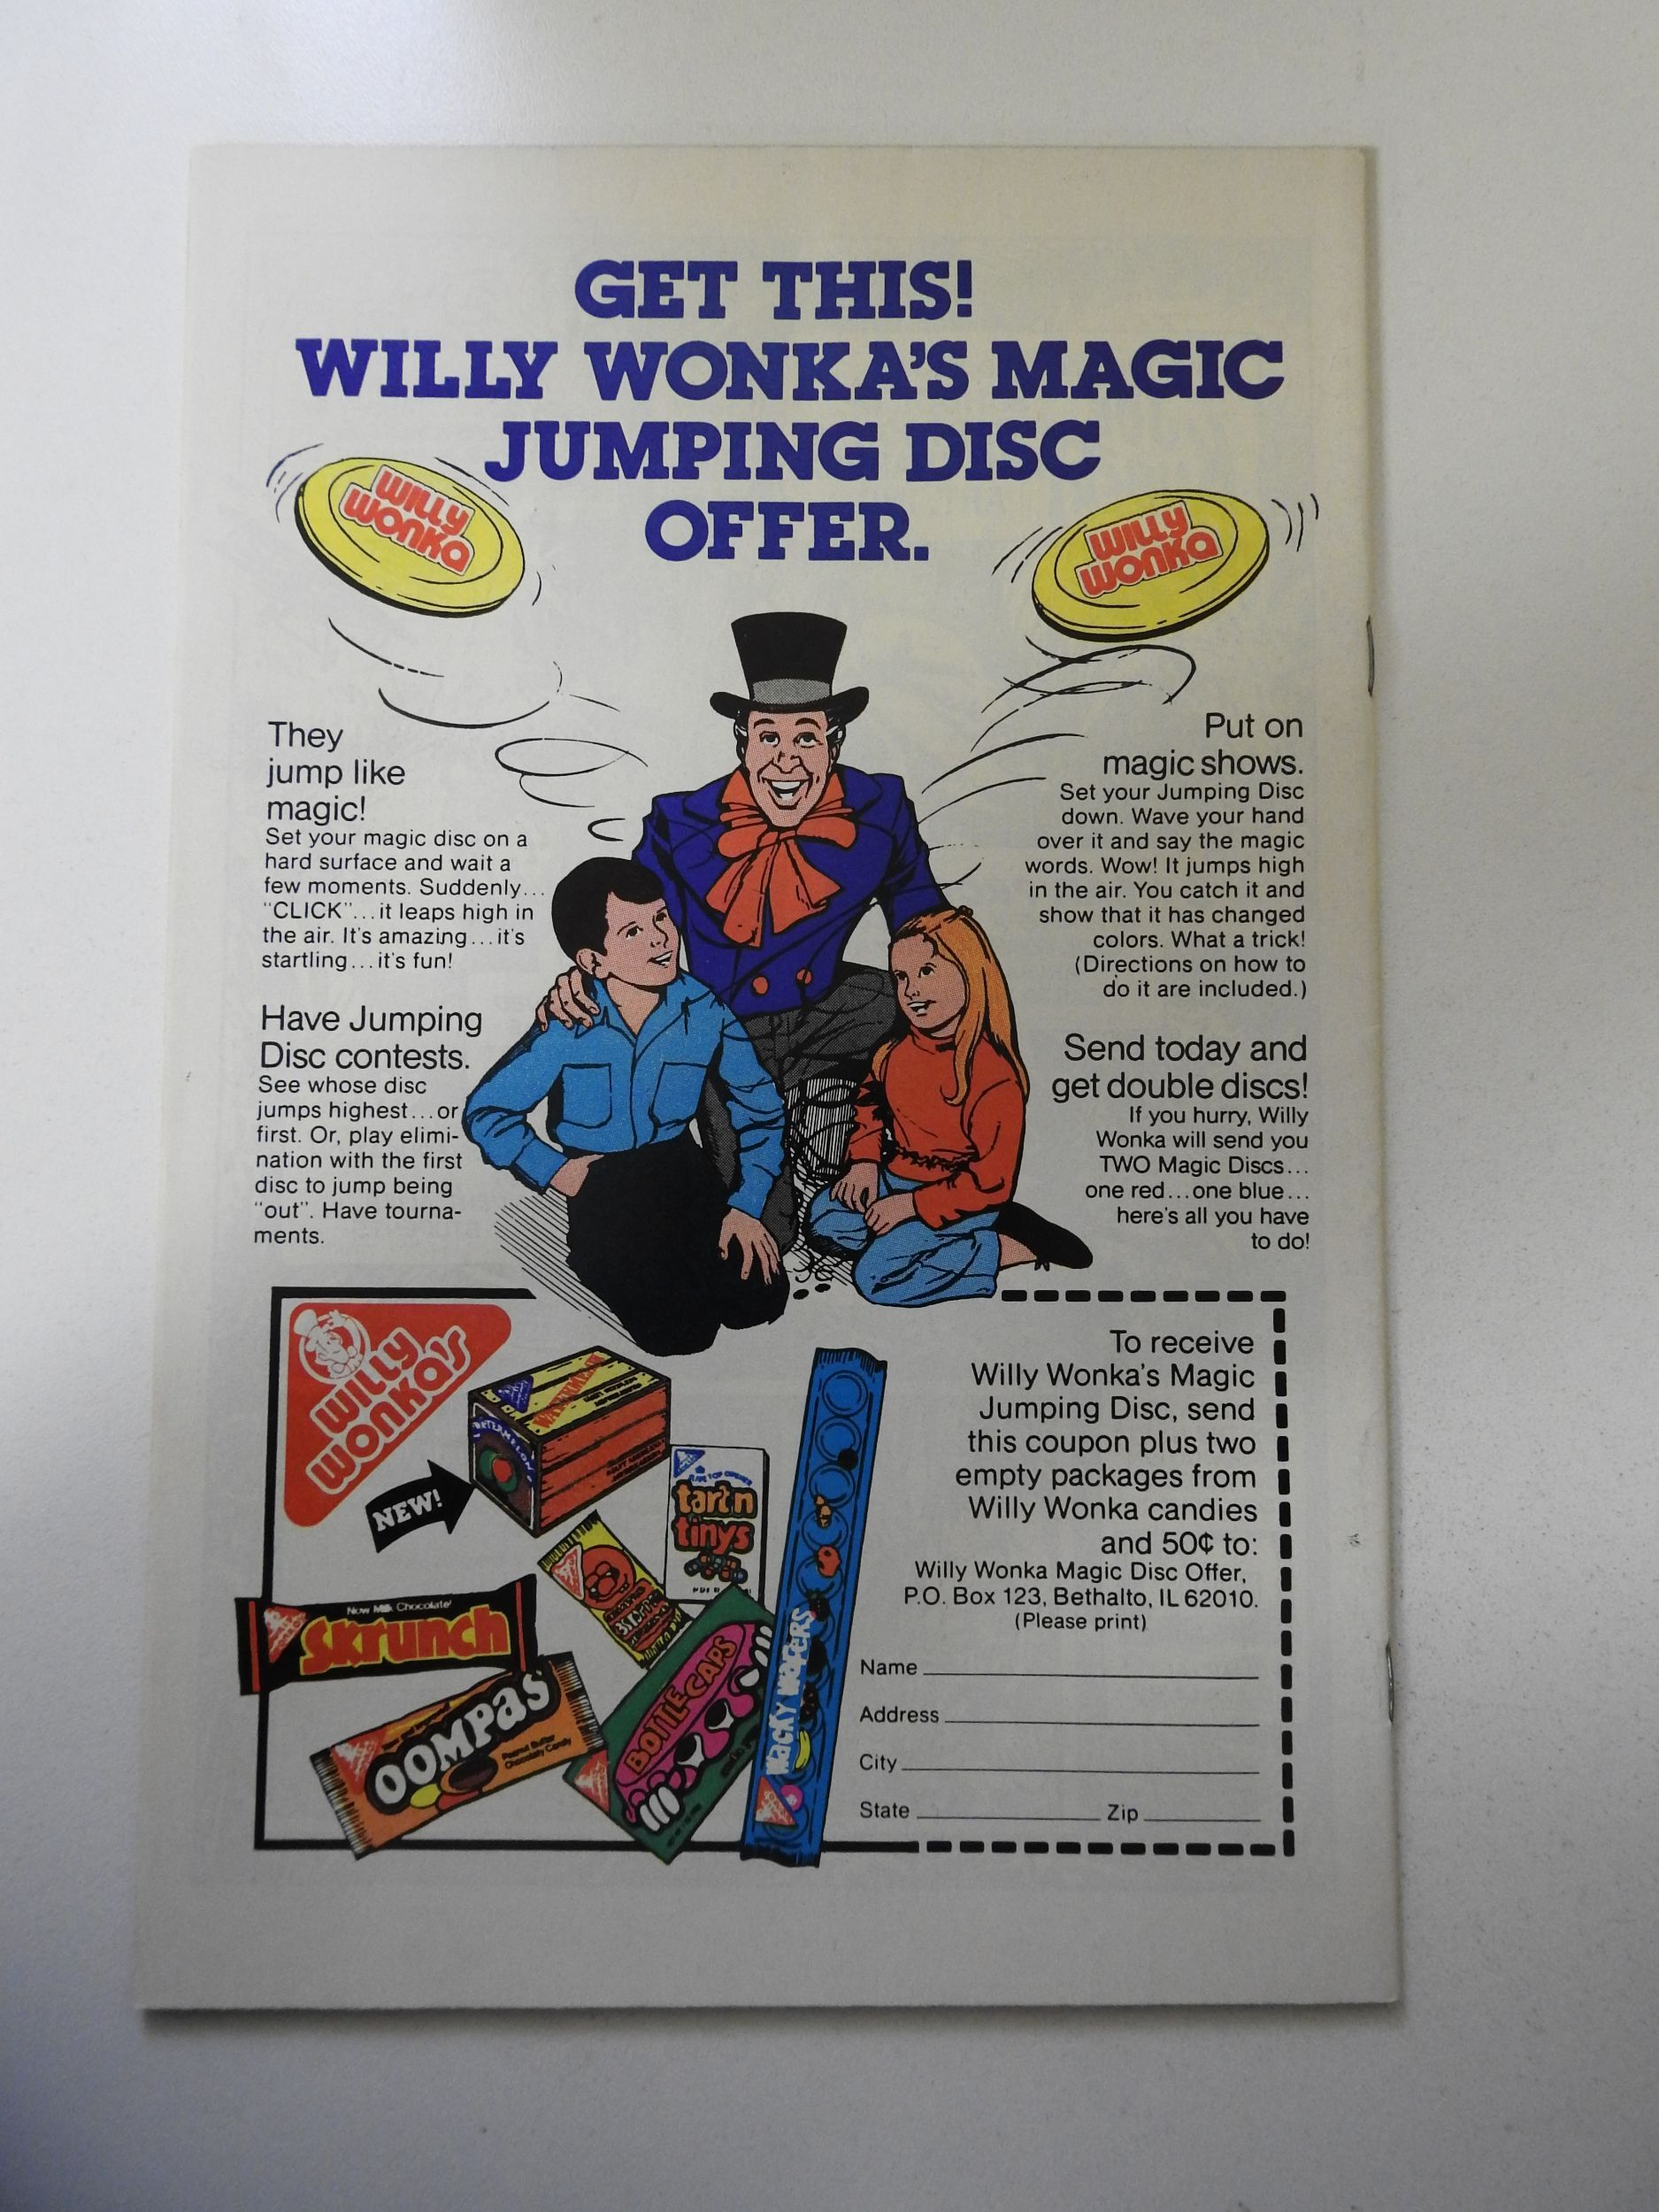 GET THIS!
WILLY WONKA'S MAGIC
JUMPING DISC
OFFER.
WILLY
WONKA
WILLY
WONKA
They
jump like
magic!
Set your magic disc on a
hard surface and wait a
few moments. Suddenly...
"CLICK"...it leaps high in
the air. It's amazing...it's
startling...it's fun!
Have Jumping
Disc contests.
See whose disc
jumps highest...or
first. Or, play elimi-
nation with the first
disc to jump being
"out". Have tourna-
ments.
Put on
magic shows.
Set your Jumping Disc
down. Wave your hand
over it and say the magic
words. Wow! It jumps high
in the air. You catch it and
show that it has changed
colors. What a trick!
(Directions on how to
do it are included.)
Send today and
get double discs!
If you hurry, Willy
Wonka will send you
TWO Magic Discs...
one red...one blue...
here's all you have
to do!
WILLY
WONKA'S
NEW!
WATERMELON
tart n
tinys
Now Milk Chocolate!
Skrunch
OOMPAS
Peanut Butter
Chocolaty Candy
BOTTLE CAPS
WACKY WAFERS
To receive
Willy Wonka's Magic
Jumping Disc, send
this coupon plus two
empty packages from
Willy Wonka candies
and 50¢ to:
Willy Wonka Magic Disc Offer,
P.O. Box 123, Bethalto, IL 62010.
(Please print)
Name
Address
City
State Zip